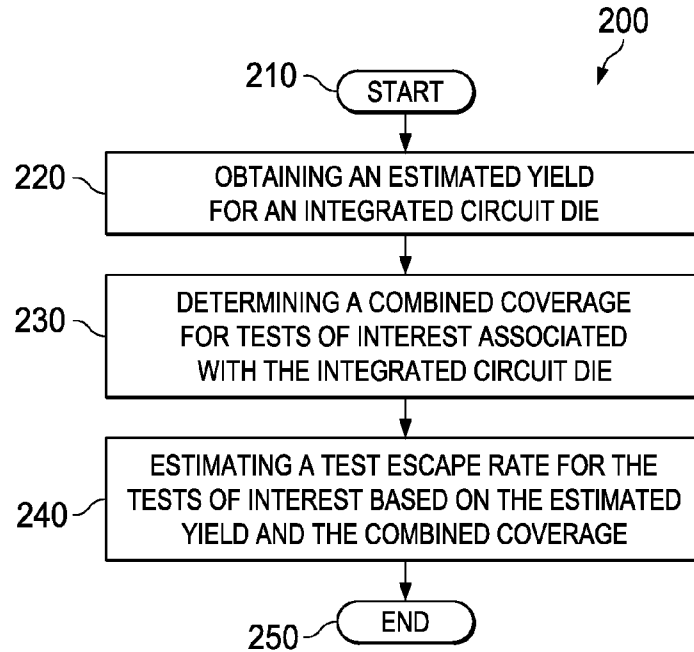 200
210
START
220
OBTAINING AN ESTIMATED YIELD
FOR AN INTEGRATED CIRCUIT DIE
230
DETERMINING A COMBINED COVERAGE
FOR TESTS OF INTEREST ASSOCIATED
WITH THE INTEGRATED CIRCUIT DIE
240
ESTIMATING A TEST ESCAPE RATE FOR THE
TESTS OF INTEREST BASED ON THE ESTIMATED
YIELD AND THE COMBINED COVERAGE
250
END